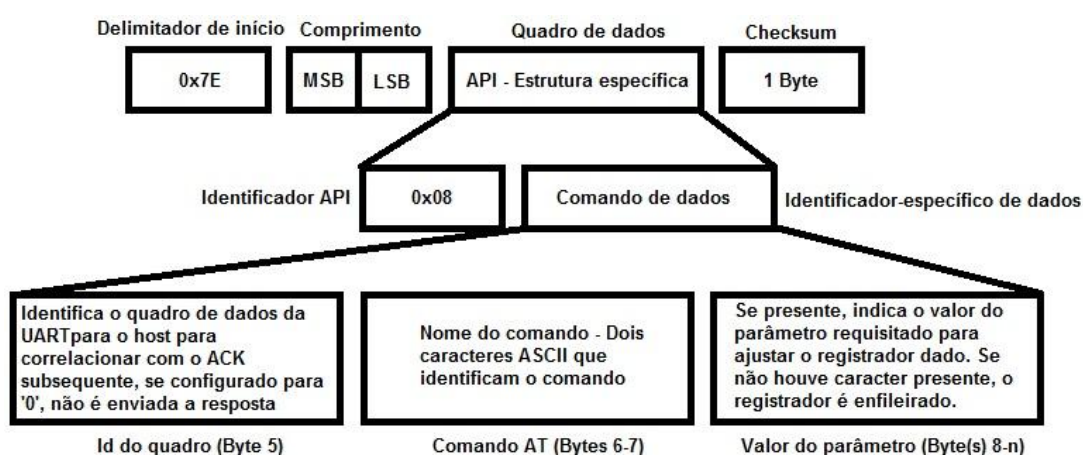 Delimitador de início Comprimento Quadro de dados Checksum
0x7E MSB LSB API - Estrutura específica 1 Byte
Identificador API 0x08 Comando de dados Identificador-específico de dados
Identifica o quadro de dados da
UARTpara o host para
correlacionar com o ACK
subsequente, se configurado para
'0', não é enviada a resposta
Nome do comando - Dois
caracteres ASCII que
identificam o comando
Se presente, indica o valor do
parâmetro requisitado para
ajustar o registrador dado. Se
não houve caracter presente, o
registrador é enfileirado.
Id do quadro (Byte 5) Comando AT (Bytes 6-7) Valor do parâmetro (Byte(s) 8-n)